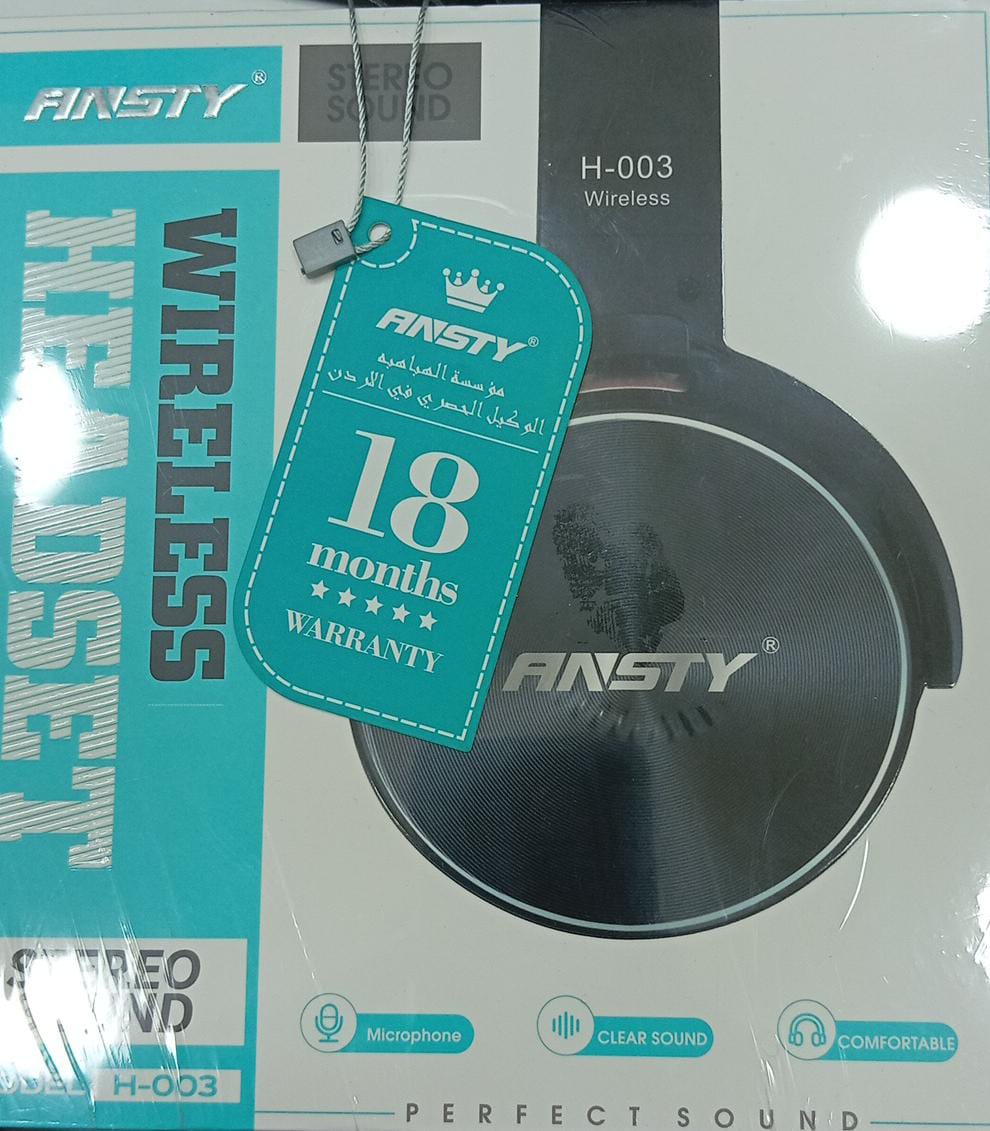 ANSTY®
STEREO
SOUND
WIRELESS
HEADSET
H-003
Wireless
ANSTY®
مؤسسة الهباهبه
الوكيل الحصري في الاردن
18
months
WARRANTY
ANSTY®
STEREO
SOUND
MODEL H-003
Microphone
CLEAR SOUND
COMFORTABLE
PERFECT SOUND